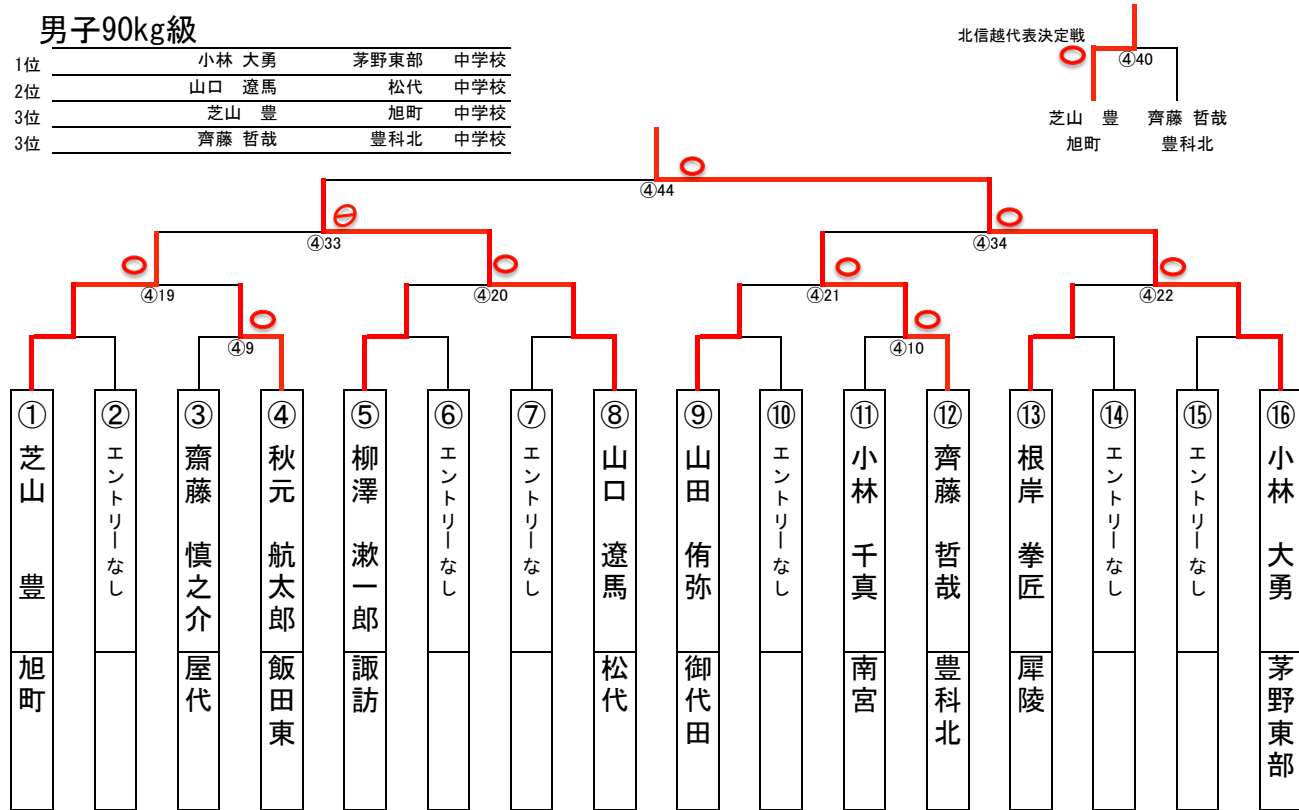 男子90kg級
1位 小林 大勇 茅野東部 中学校
2位 山口 遼馬 松代 中学校
3位 芝山 豊 旭町 中学校
3位 齊藤 哲哉 豊科北 中学校
北信越代表決定戦
④40
芝山 豊 齊藤 哲哉
旭町 豊科北
④44
④33 ④34
④19 ④20 ④21 ④22
④9 ④10
① 芝山 豊 旭町
② エントリーなし
③ 齋藤 慎之介 屋代
④ 秋元 航太郎 飯田東
⑤ 柳澤 漱一郎 諏訪
⑥ エントリーなし
⑦ エントリーなし
⑧ 山口 遼馬 松代
⑨ 山田 侑弥 御代田
⑩ エントリーなし
⑪ 小林 千真 南宮
⑫ 齊藤 哲哉 豊科北
⑬ 根岸 拳匠 犀陵
⑭ エントリーなし
⑮ エントリーなし
⑯ 小林 大勇 茅野東部